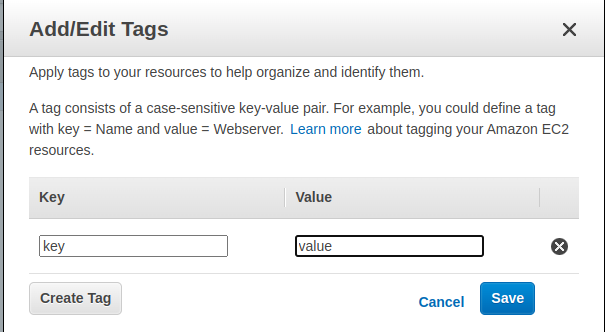 Add/Edit Tags
Apply tags to your resources to help organize and identify them.
A tag consists of a case-sensitive key-value pair. For example, you could define a tag
with key = Name and value = Webserver. Learn more about tagging your Amazon EC2
resources.
Key Value
key value
Create Tag Cancel Save